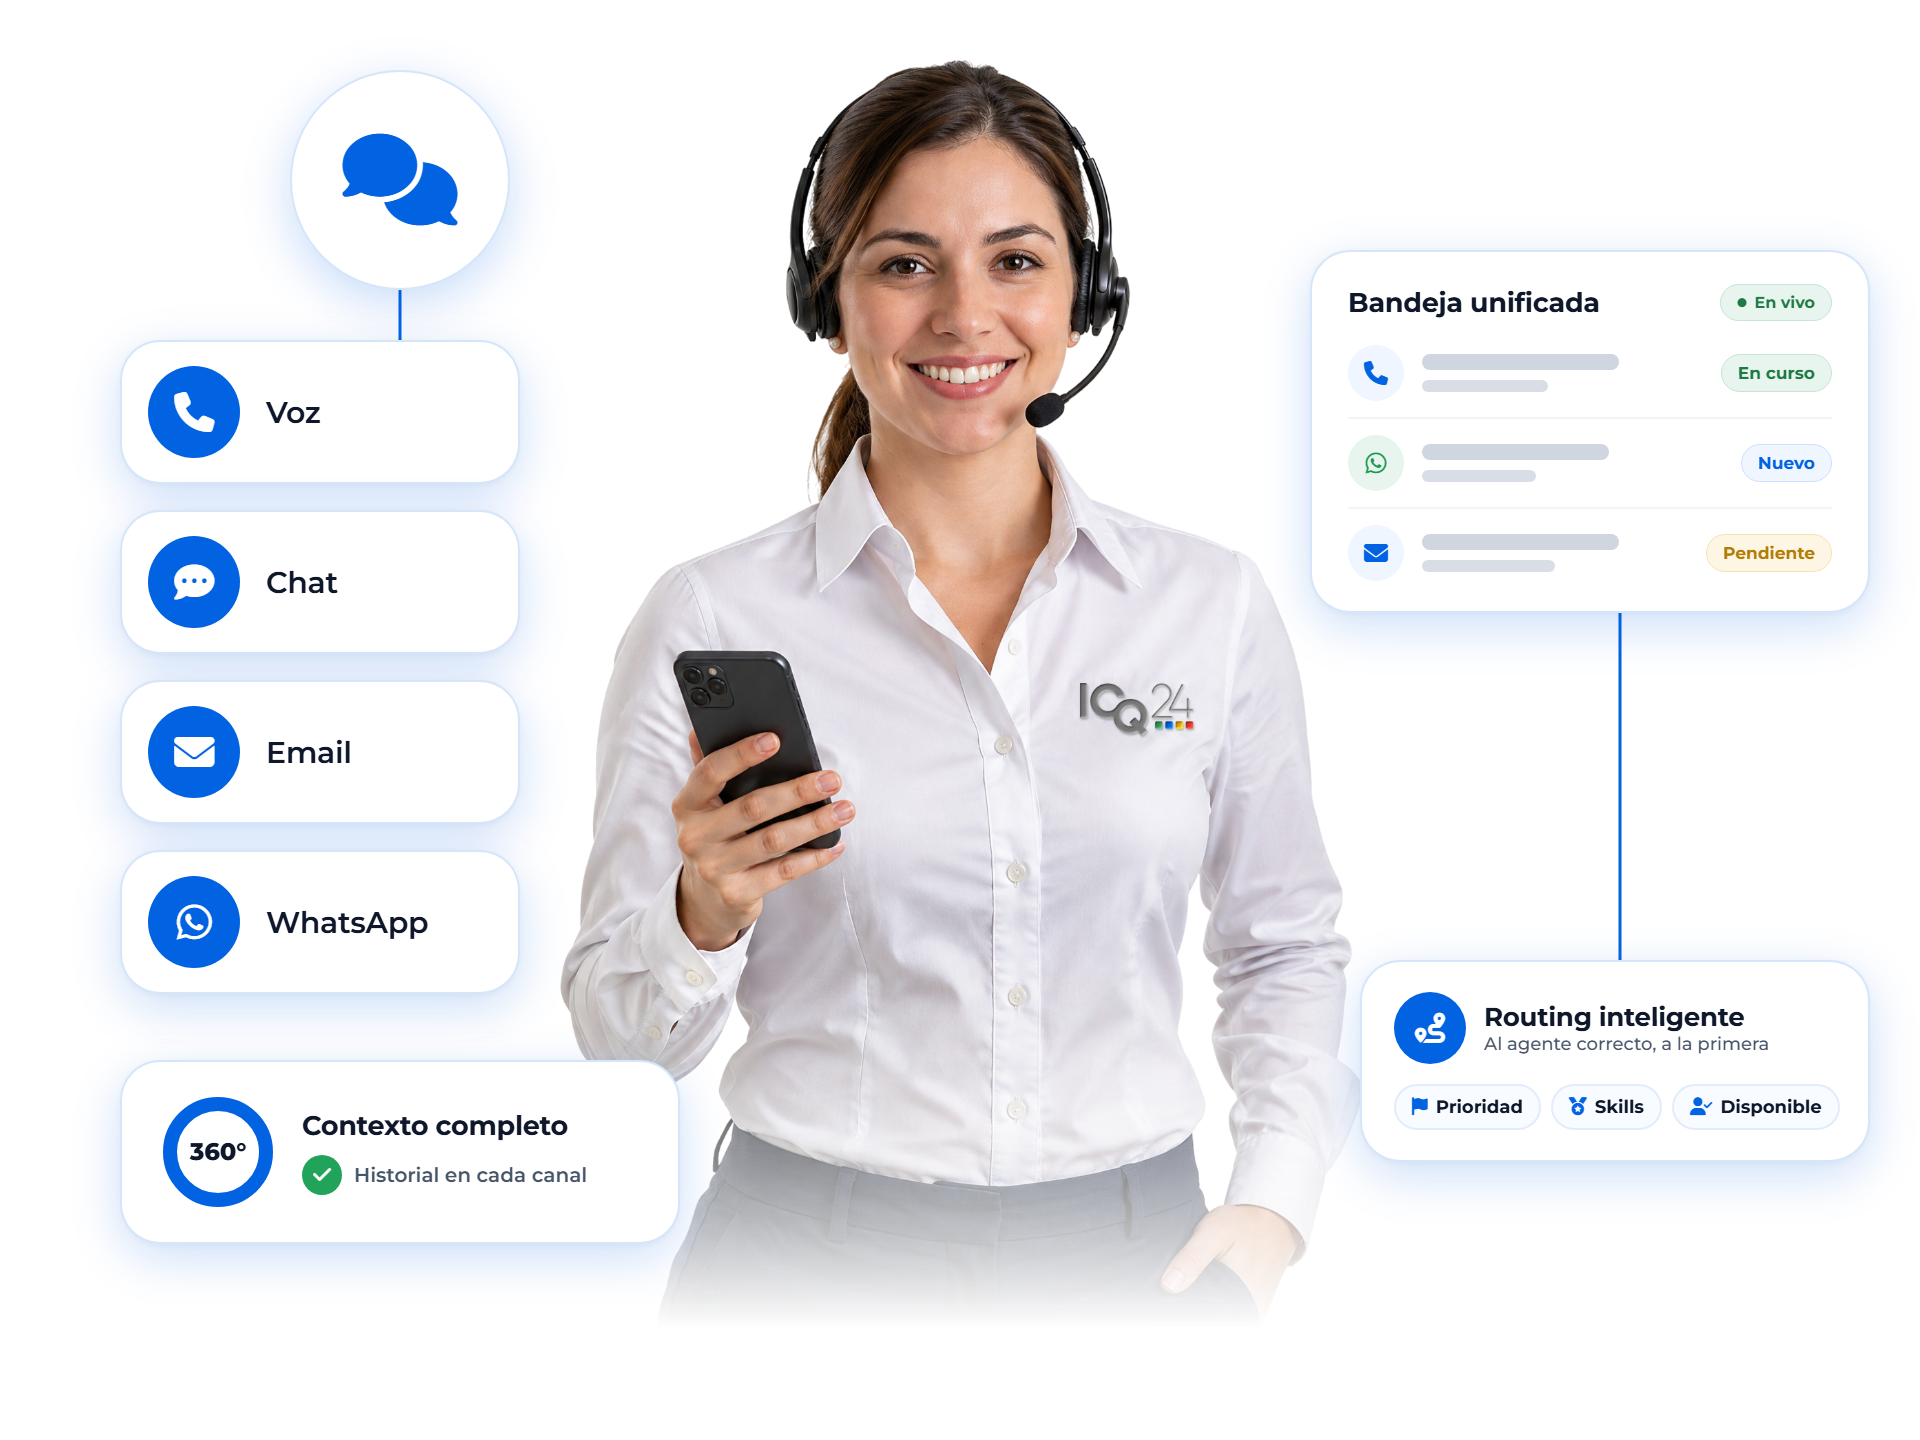 Voz
Chat
Email
WhatsApp
360°
Contexto completo
Historial en cada canal
ICQ24
Bandeja unificada
En vivo
En curso
Nuevo
Pendiente
Routing inteligente
Al agente correcto, a la primera
Prioridad
Skills
Disponible